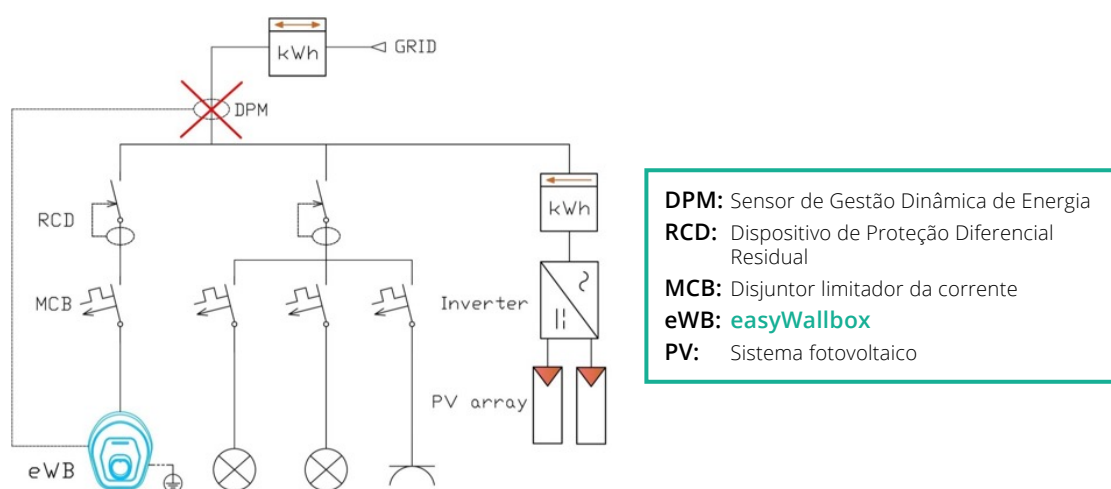 kWh
GRID
DPM
RCD
kWh
MCB
Inverter
PV array
eWB
DPM: Sensor de Gestão Dinâmica de Energia
RCD: Dispositivo de Proteção Diferencial
Residual
MCB: Disjuntor limitador da corrente
eWB: easyWallbox
PV: Sistema fotovoltaico